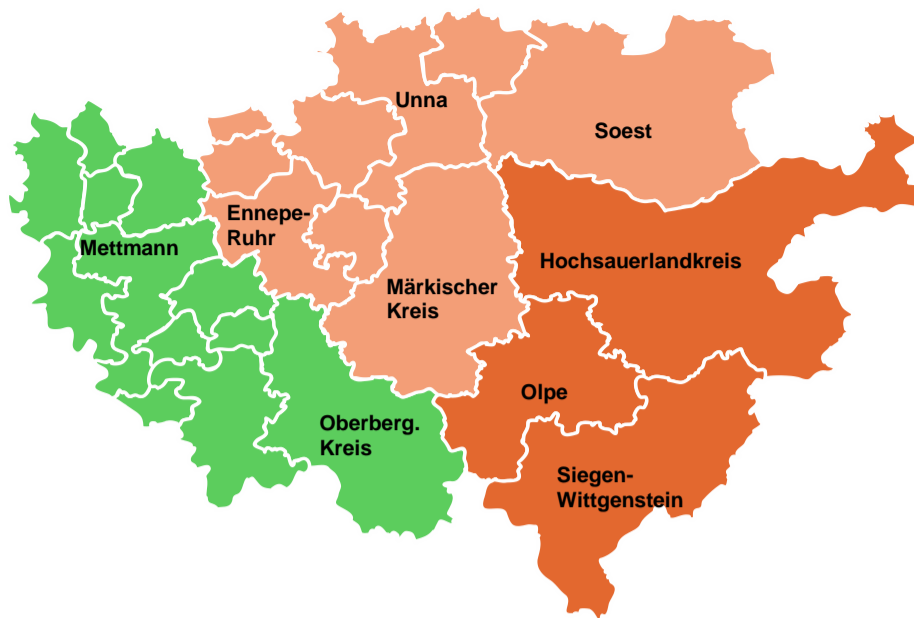 Unna
Soest
Ennepe-
Ruhr
Mettmann
Hochsauerlandkreis
Märkischer
Kreis
Olpe
Oberberg.
Kreis
Siegen-
Wittgenstein